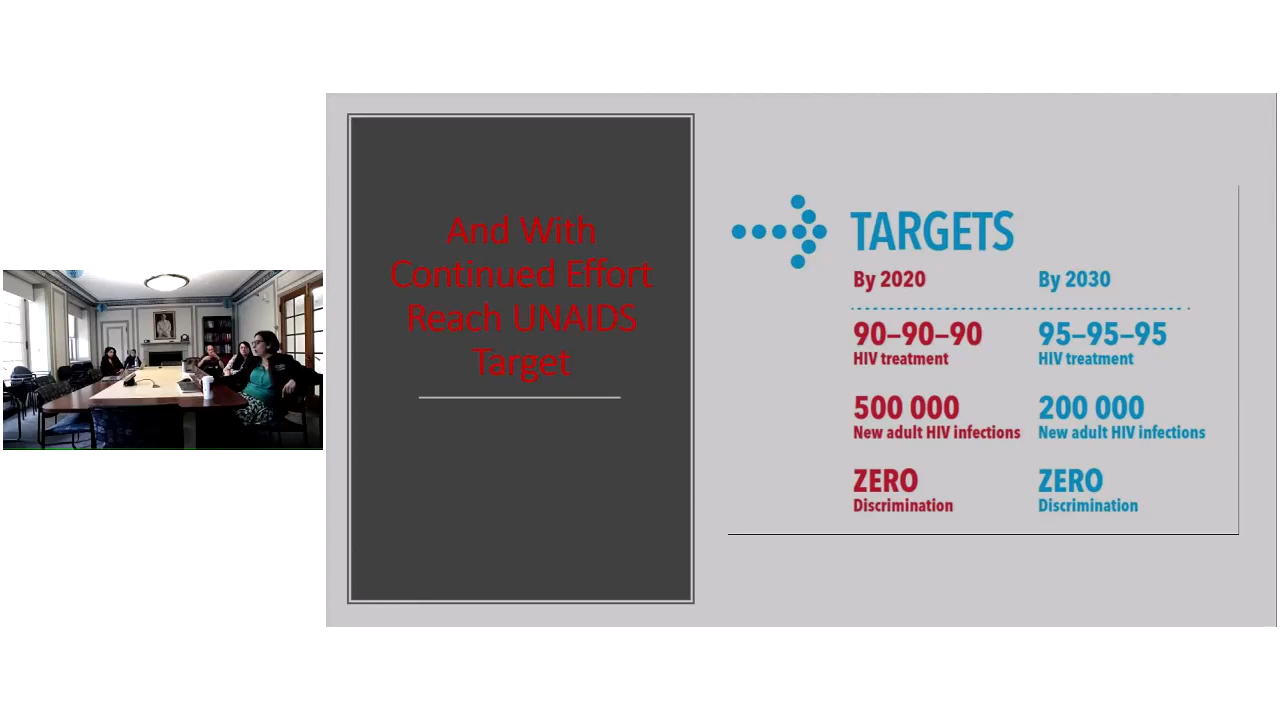 And With
Continued Effort
Reach UNAIDS
Target
TARGETS
By 2020 By 2030
90–90–90 95–95–95
HIV treatment HIV treatment
500 000 200 000
New adult HIV infections New adult HIV infections
ZERO ZERO
Discrimination Discrimination